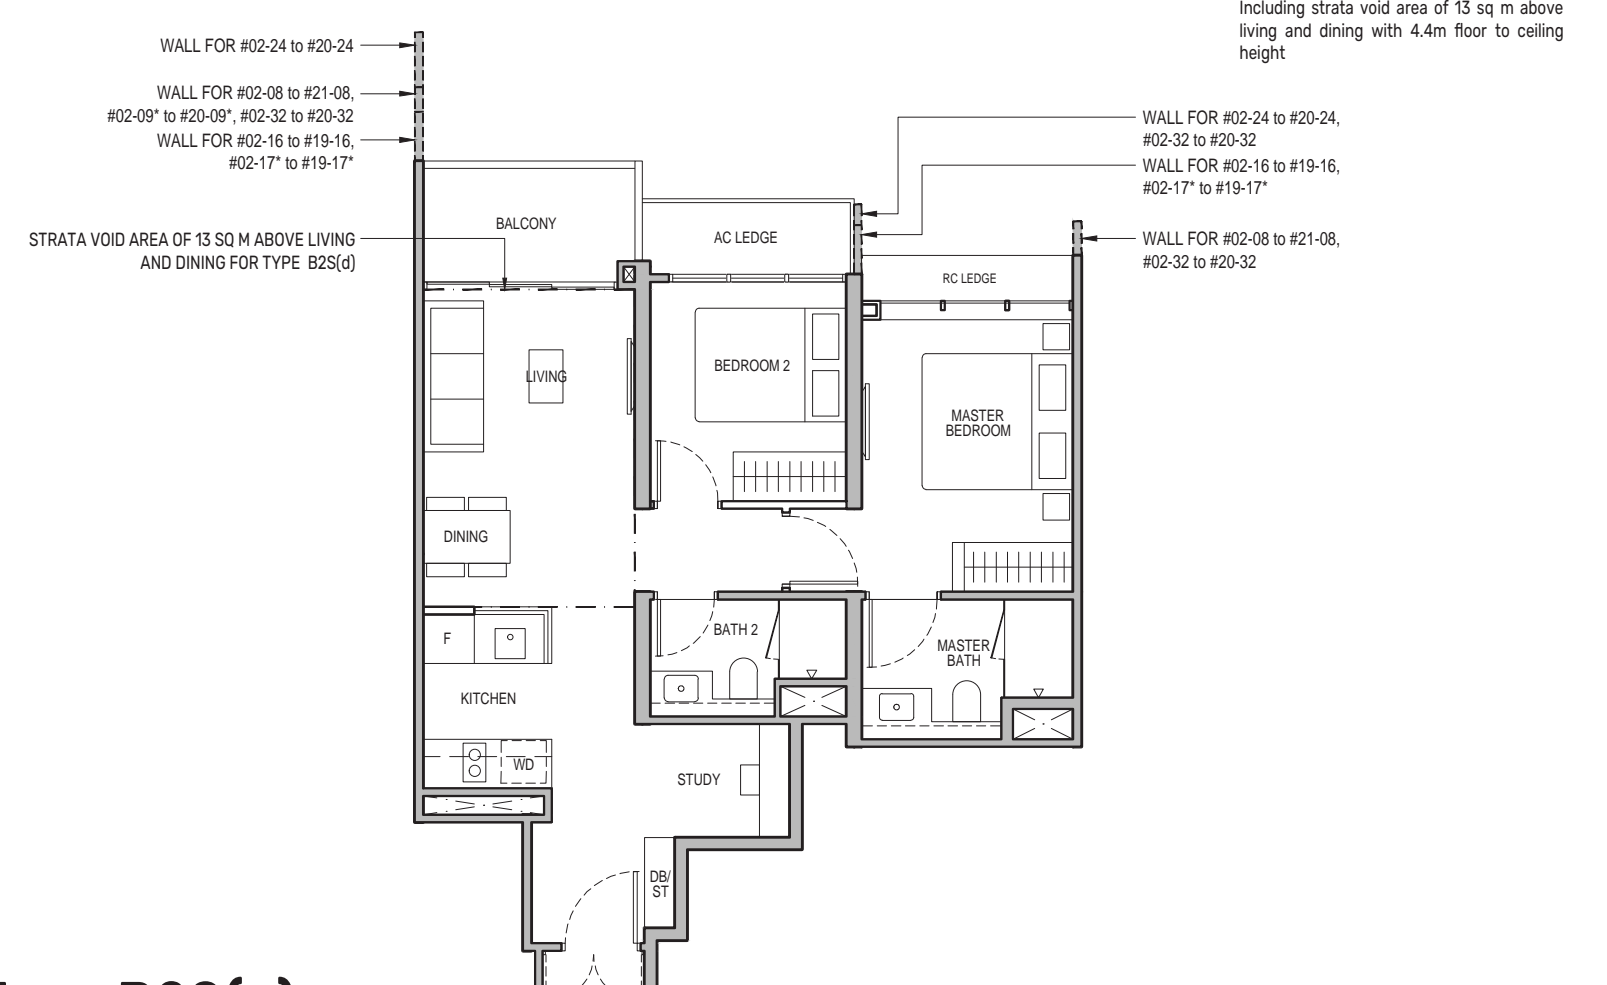 Including strata void area of 13 sq m above
living and dining with 4.4m floor to ceiling
height
WALL FOR #02-24 to #20-24
WALL FOR #02-08 to #21-08,
#02-09* to #20-09*, #02-32 to #20-32
WALL FOR #02-16 to #19-16,
#02-17* to #19-17*
WALL FOR #02-24 to #20-24,
#02-32 to #20-32
WALL FOR #02-16 to #19-16,
#02-17* to #19-17*
STRATA VOID AREA OF 13 SQ M ABOVE LIVING
AND DINING FOR TYPE B2S(d)
WALL FOR #02-08 to #21-08,
#02-32 to #20-32
BALCONY
AC LEDGE
RC LEDGE
LIVING
BEDROOM 2
MASTER
BEDROOM
DINING
F
BATH 2
MASTER
BATH
KITCHEN
WD
STUDY
DB/
ST